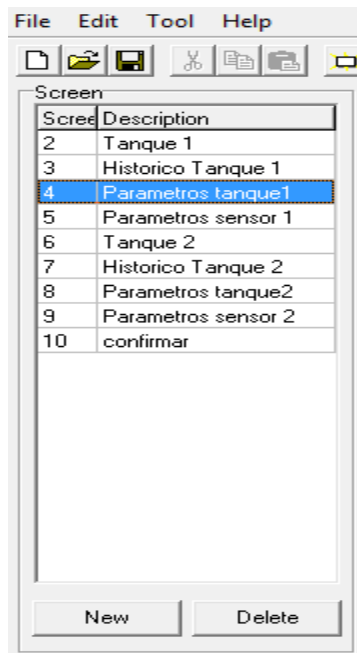 File Edit Tool Help
Screen
Scree Description
2 Tanque 1
3 Historico Tanque 1
4 Parametros tanque1
5 Parametros sensor 1
6 Tanque 2
7 Historico Tanque 2
8 Parametros tanque2
9 Parametros sensor 2
10 confirmar
New Delete